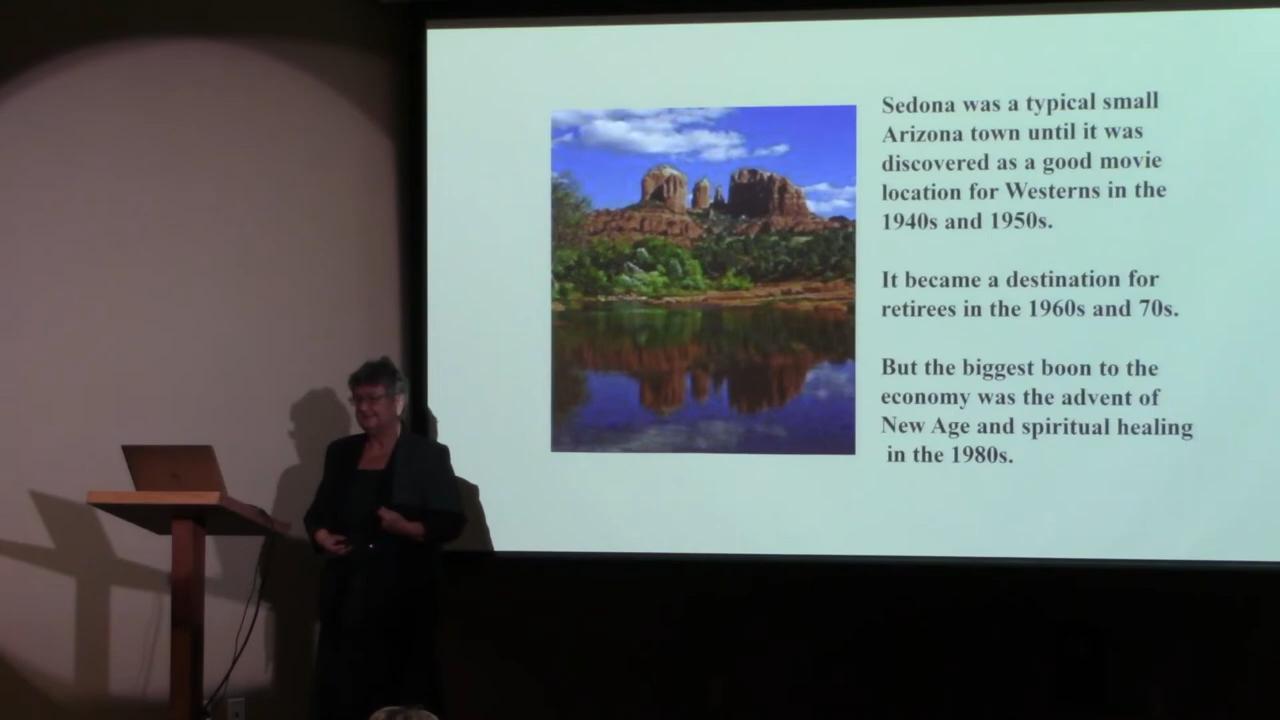 Sedona was a typical small
Arizona town until it was
discovered as a good movie
location for Westerns in the
1940s and 1950s.
It became a destination for
retirees in the 1960s and 70s.
But the biggest boon to the
economy was the advent of
New Age and spiritual healing
in the 1980s.